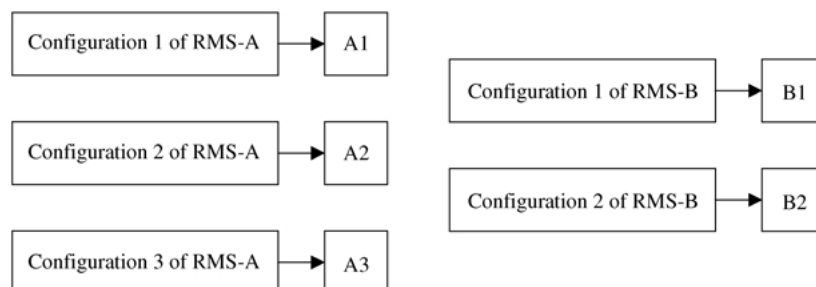 Configuration 1 of RMS-A
A1
Configuration 2 of RMS-A
A2
Configuration 3 of RMS-A
A3
Configuration 1 of RMS-B
B1
Configuration 2 of RMS-B
B2